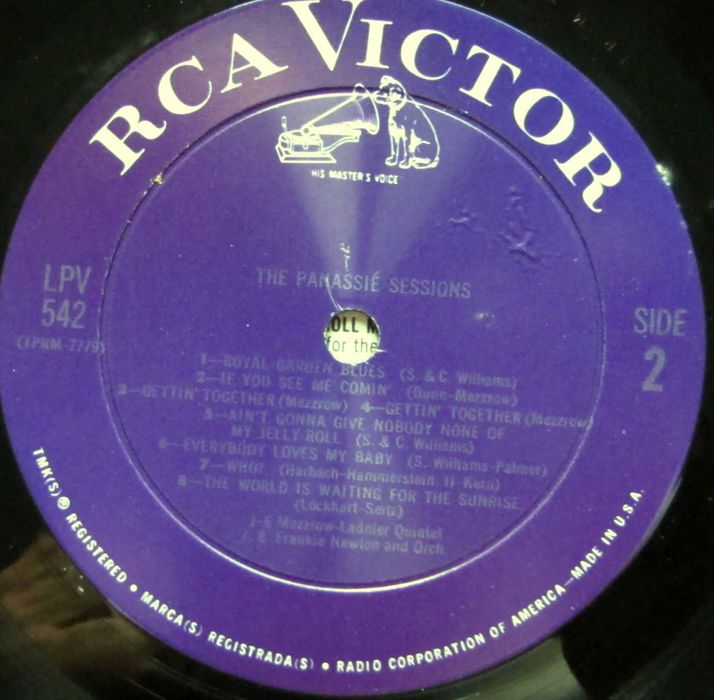 RCA VICTOR
HIS MASTER'S VOICE
THE PANASSIÉ SESSIONS
LPV
542
(LPRM-7779)
SIDE
2
OLL M
for the
1—ROYAL GARDEN BLUES (S. & C. Williams)
2—IF YOU SEE ME COMIN' (Bunn-Mezzrow)
3—GETTIN' TOGETHER (Mezzrow) 4—GETTIN' TOGETHER (Mezzrow)
5—AIN'T GONNA GIVE NOBODY NONE OF
MY JELLY ROLL (S. & C. Williams)
6—EVERYBODY LOVES MY BABY (S. Williams-Palmer)
7—WHO? (Harbach-Hammerstein II-Kern)
8—THE WORLD IS WAITING FOR THE SUNRISE
(Lockhart-Seitz)
1-6 Mezzrow-Ladnier Quintet
7, 8 Frankie Newton and Orch.
TMK(S) ® REGISTERED • MARCA(S) REGISTRADA(S) • RADIO CORPORATION OF AMERICA—MADE IN U.S.A.